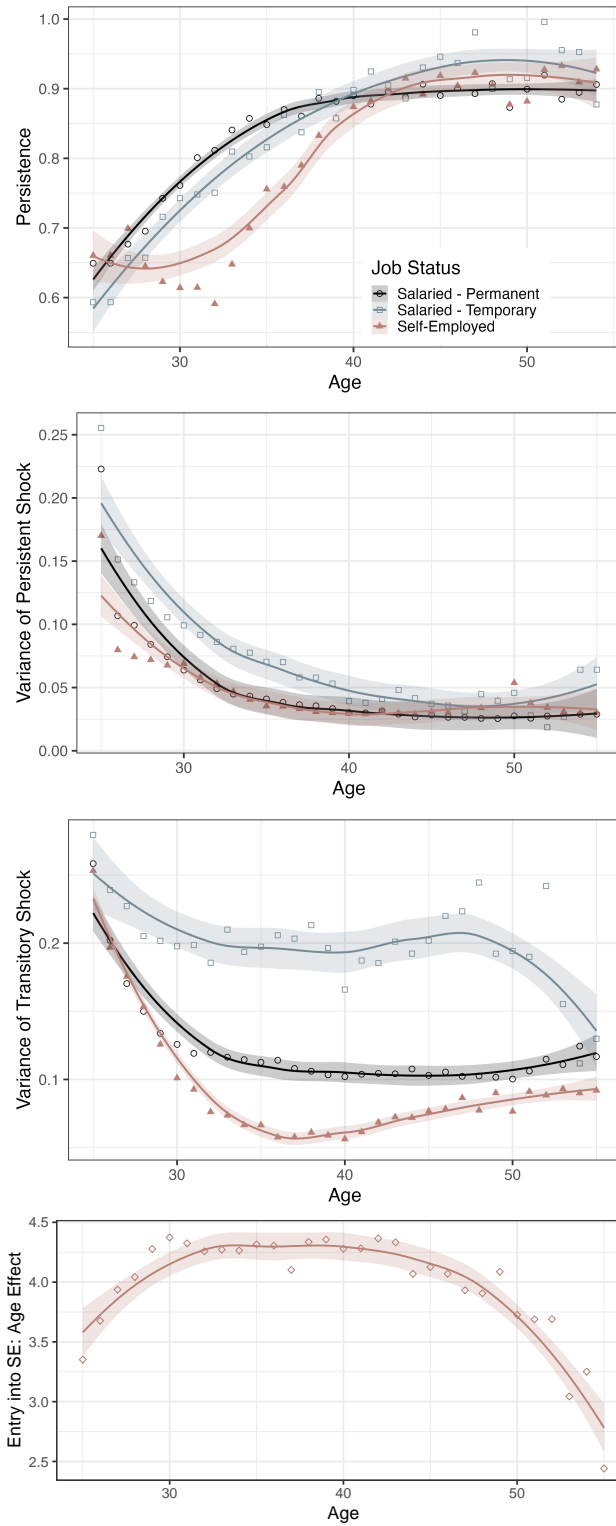 1.0
0.9
0.8
0.7
0.6
Persistence
Job Status
Salaried - Permanent
Salaried - Temporary
Self-Employed
30 40 50
Age
0.25
0.20
0.15
0.10
0.05
0.00
Variance of Persistent Shock
30 40 50
Age
0.2
0.1
Variance of Transitory Shock
30 40 50
Age
4.5
4.0
3.5
3.0
2.5
Entry into SE: Age Effect
30 40 50
Age